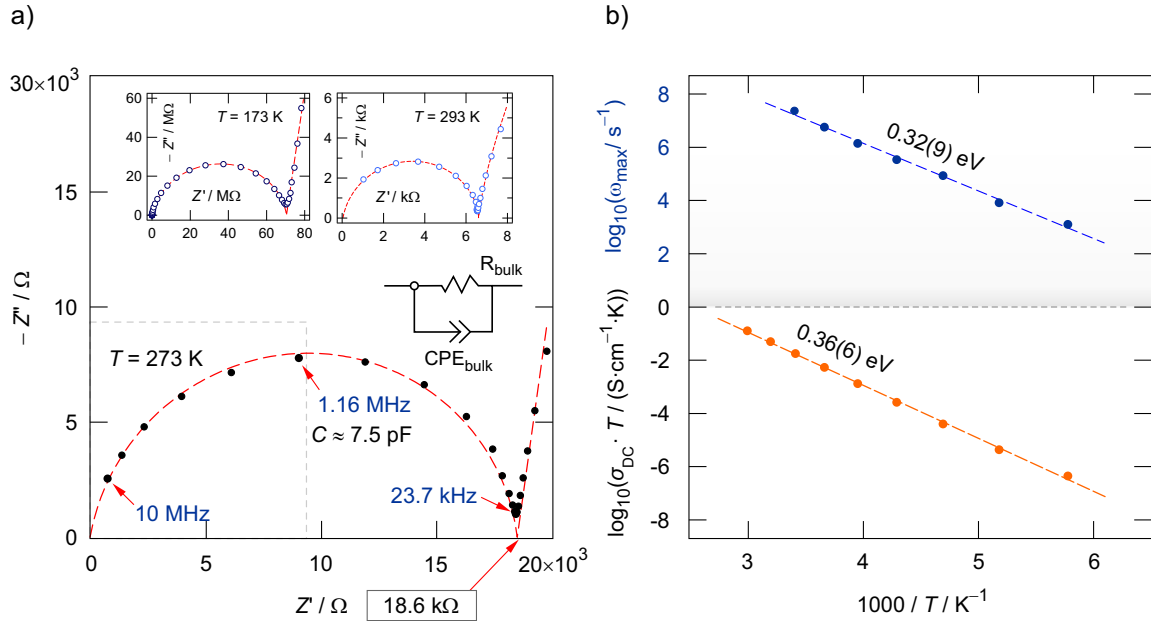 a)
30×10³
15
10
5
0
− Z′′ / Ω
0
5
10
15
20×10³
Z′ / Ω
18.6 kΩ
60
40
20
0
− Z′′ / MΩ
T = 173 K
Z′ / MΩ
0
20
40
60
80
6
4
2
0
− Z′′ / kΩ
T = 293 K
Z′ / kΩ
0
2
4
6
8
R_bulk
CPE_bulk
T = 273 K
1.16 MHz
C ≈ 7.5 pF
10 MHz
23.7 kHz
b)
log₁₀(ω_max / s⁻¹)
log₁₀(σ_DC · T / (S·cm⁻¹·K))
8
6
4
2
0
-2
-4
-6
-8
0.32(9) eV
0.36(6) eV
3
4
5
6
1000 / T / K⁻¹